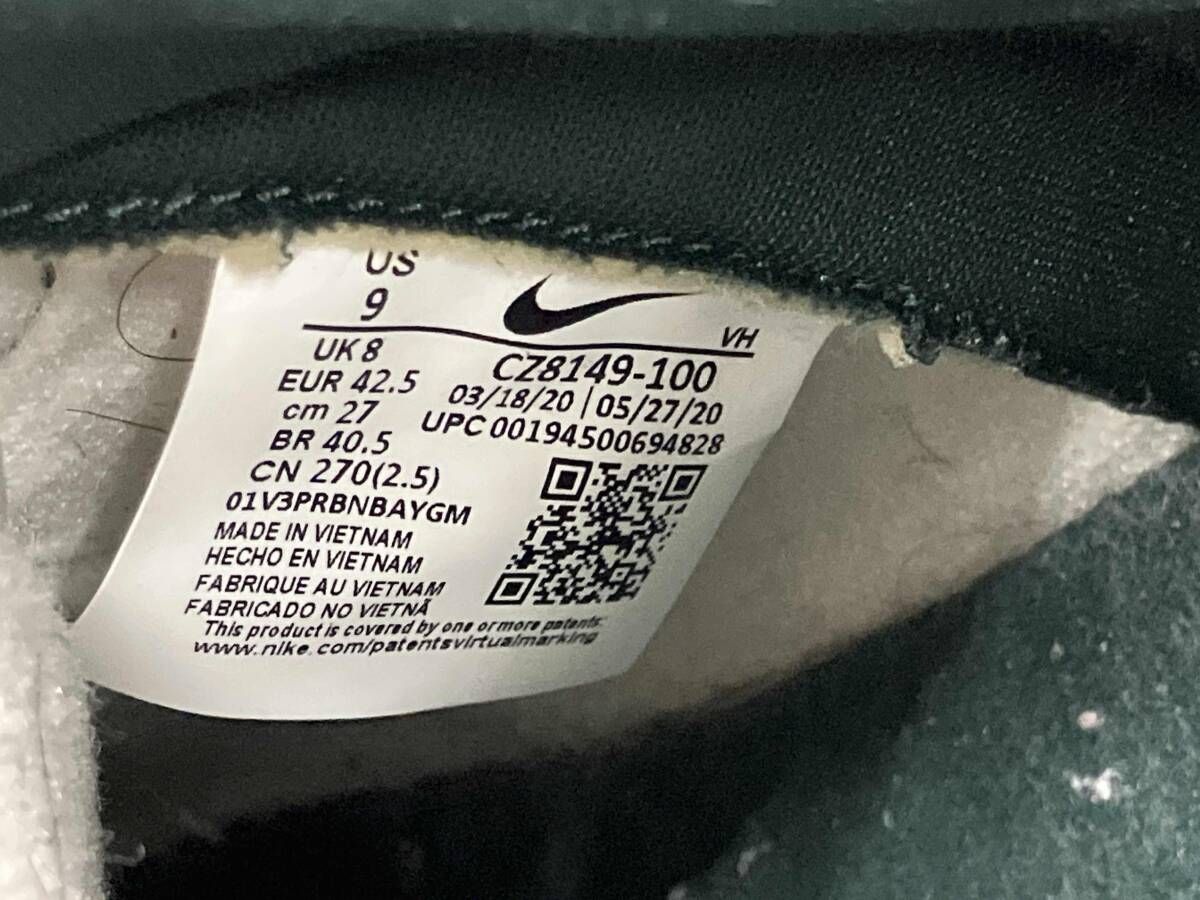 US
9
VH
UK 8
EUR 42.5
cm 27
BR 40.5
CN 270(2.5)
01V3PRBNBAYGM
CZ8149-100
03/18/20 | 05/27/20
UPC 00194500694828
MADE IN VIETNAM
HECHO EN VIETNAM
FABRIQUE AU VIETNAM
FABRICADO NO VIETNÃ
This product is covered by one or more patents.
www.nike.com/patentsvirtualmarking